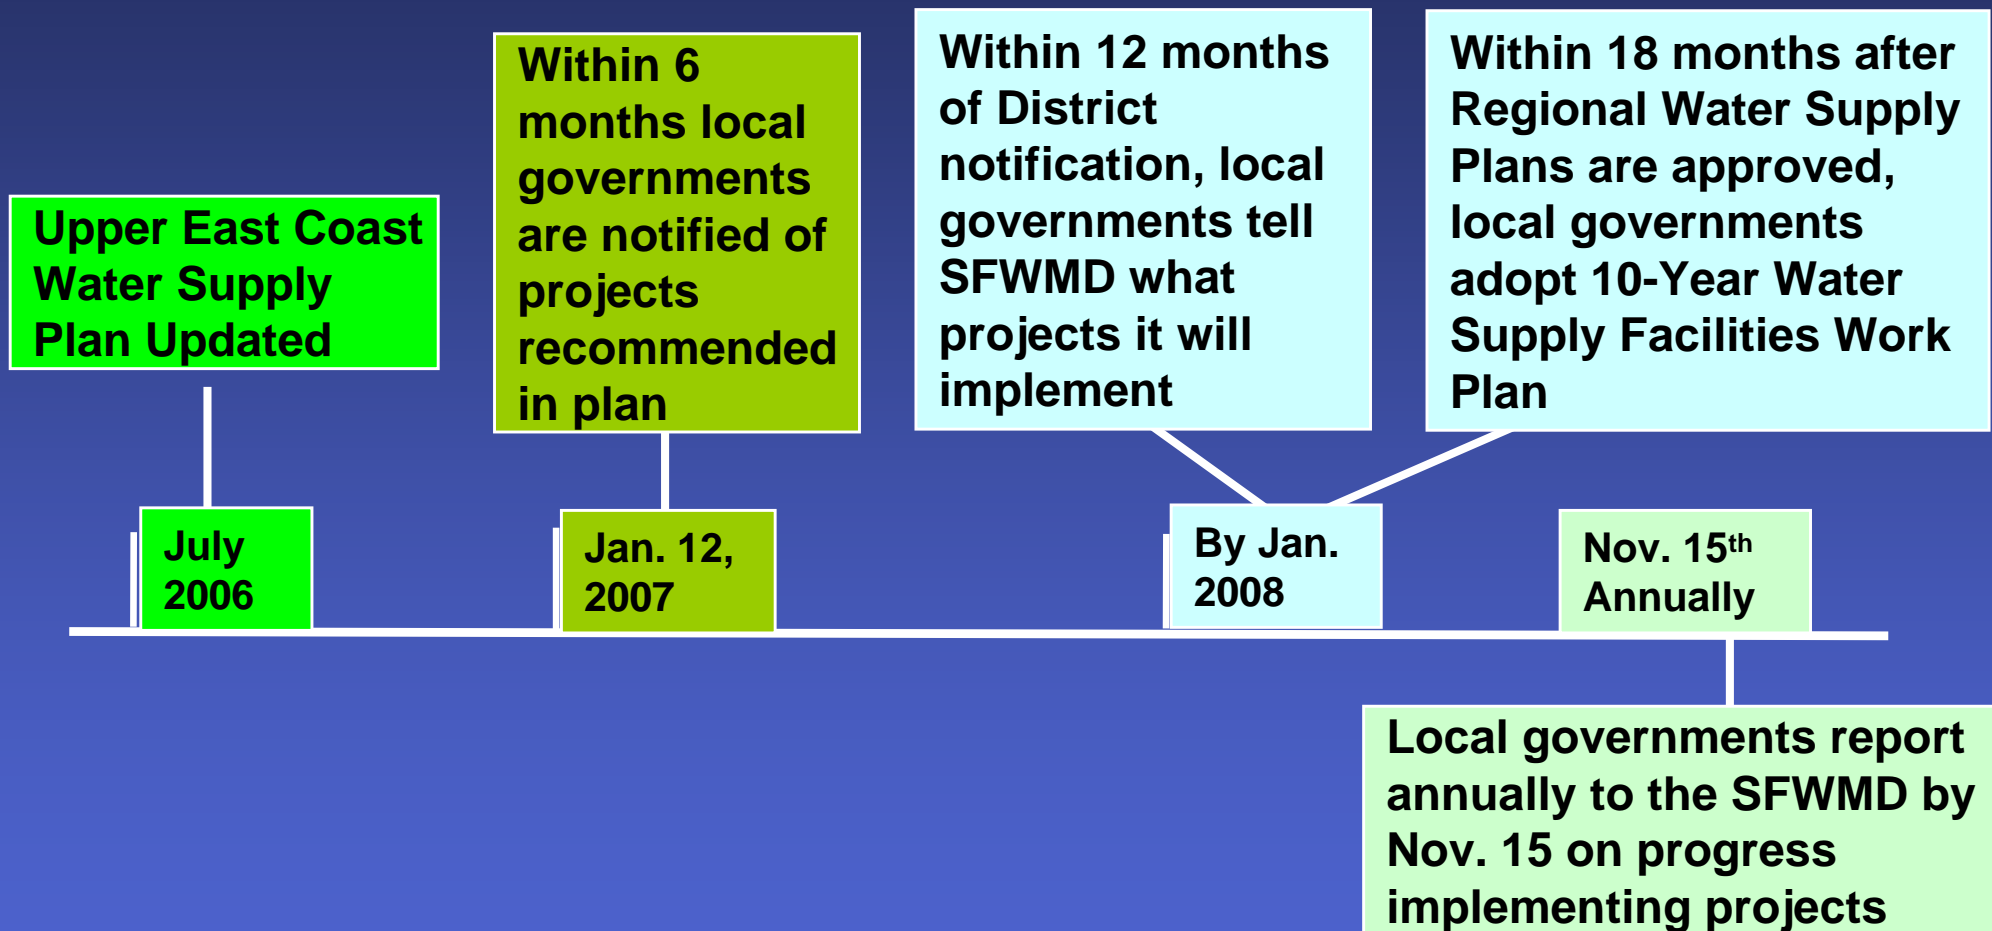 Upper East Coast
Water Supply
Plan Updated
July
2006
Within 6
months local
governments
are notified of
projects
recommended
in plan
Jan. 12,
2007
Within 12 months
of District
notification, local
governments tell
SFWMD what
projects it will
implement
Within 18 months after
Regional Water Supply
Plans are approved,
local governments
adopt 10-Year Water
Supply Facilities Work
Plan
By Jan.
2008
Nov. 15th
Annually
Local governments report
annually to the SFWMD by
Nov. 15 on progress
implementing projects